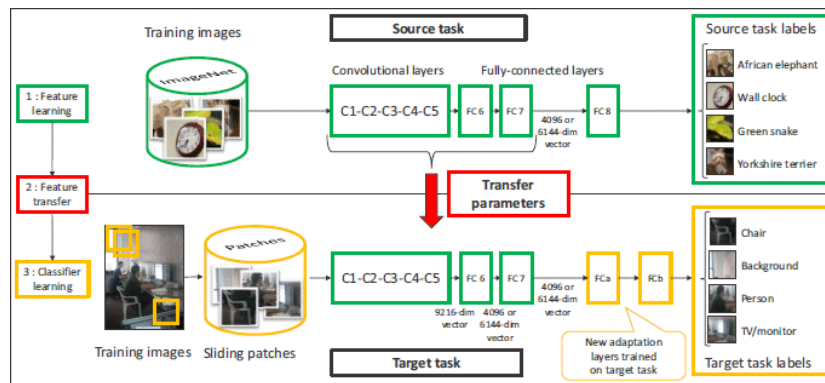 Training images
Source task
Source task labels
ImageNet
Convolutional layers
Fully-connected layers
1 : Feature
learning
C1-C2-C3-C4-C5
FC 6
FC 7
4096 or
6144-dim
vector
FC 8
African elephant
Wall clock
Green snake
Yorkshire terrier
2 : Feature
transfer
Transfer
parameters
3 : Classifier
learning
Patches
C1-C2-C3-C4-C5
FC 6
FC 7
4096 or
6144-dim
vector
FCa
FCb
9216-dim
vector
4096 or
6144-dim
vector
Chair
Background
Person
TV/monitor
New adaptation
layers trained
on target task
Training images
Sliding patches
Target task
Target task labels